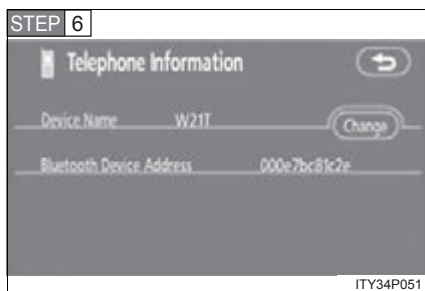 STEP 6
Telephone Information
Device Name W21T Change
Bluetooth Device Address 000e7bc81c2e
ITY34P051